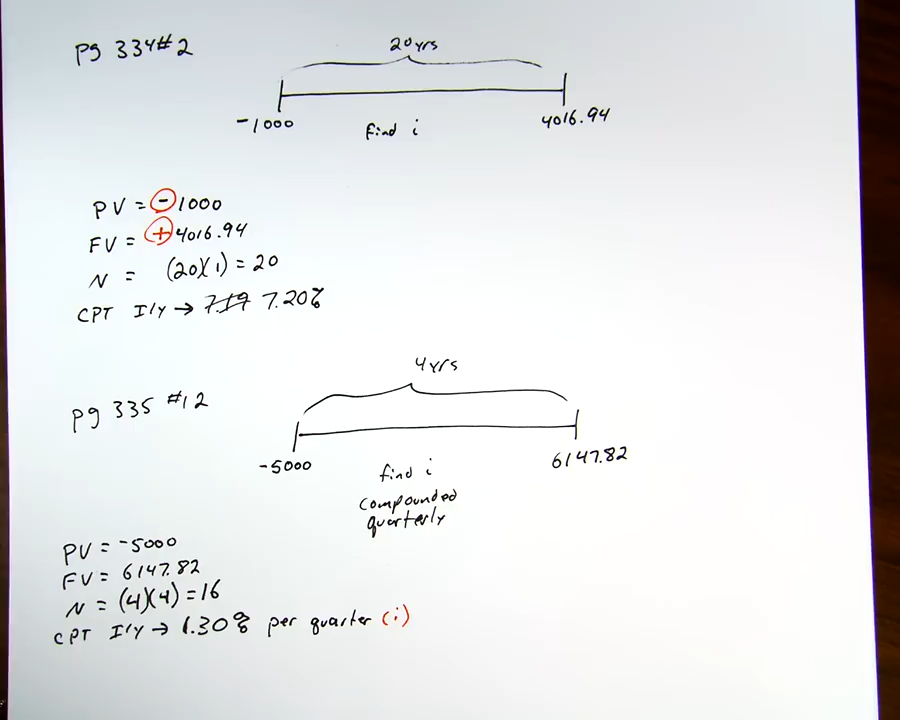 pg 334#2
20yrs
-1000
find i
4016.94
PV = -1000
FV = +4016.94
N = (20)(1) = 20
CPT I/y → 7.19 7.20%
4yrs
pg 335 #12
-5000
find i
6147.82
compounded
quarterly
PV = -5000
FV = 6147.82
N = (4)(4) = 16
CPT I/y → 1.30% per quarter (i)